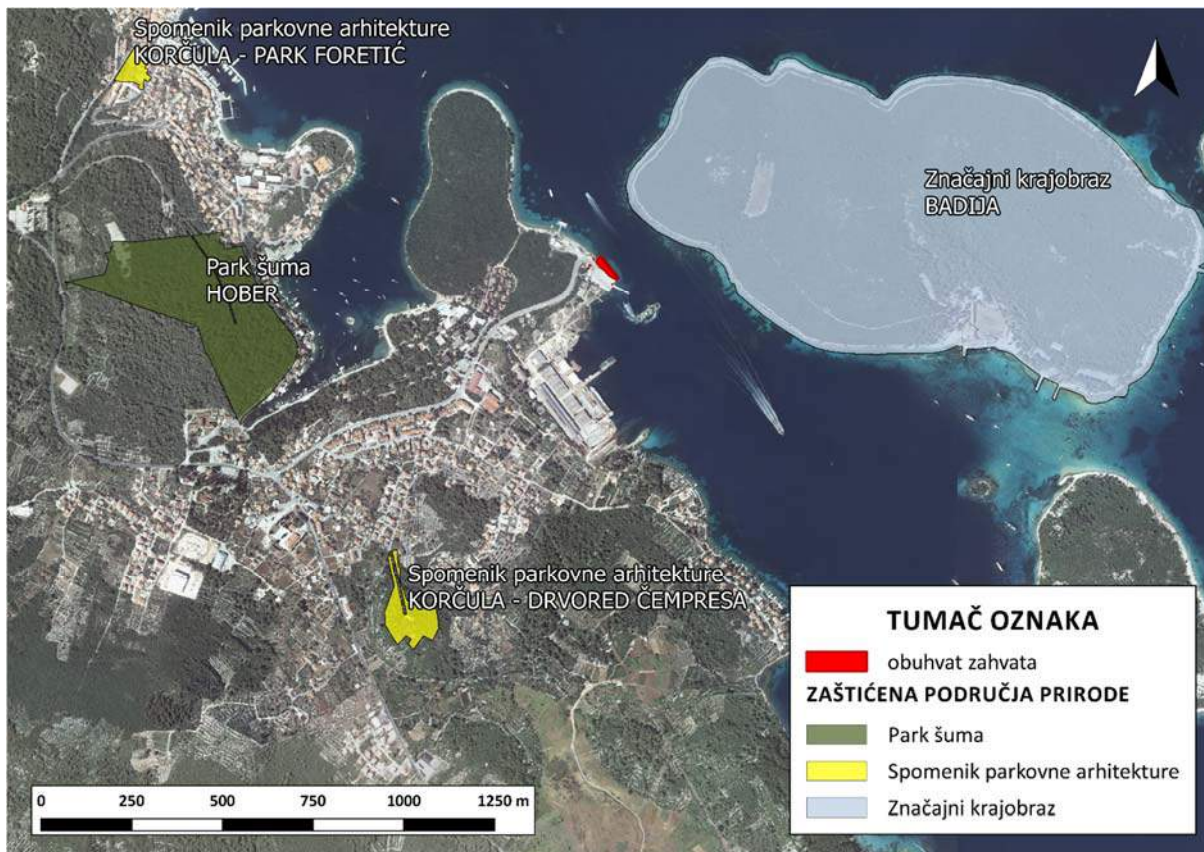 Spomenik parkovne arhitekture
KORČULA - PARK FORETIĆ
Značajni krajobraz
BADIJA
Park šuma
HOBER
Spomenik parkovne arhitekture
KORČULA - DRVORED ČEMPRESA
TUMAČ OZNAKA
obuhvat zahvata
ZAŠTIĆENA PODRUČJA PRIRODE
Park šuma
Spomenik parkovne arhitekture
Značajni krajobraz
0 250 500 750 1000 1250 m